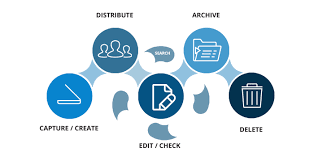 DISTRIBUTE
ARCHIVE
SEARCH
CAPTURE / CREATE
EDIT / CHECK
DELETE